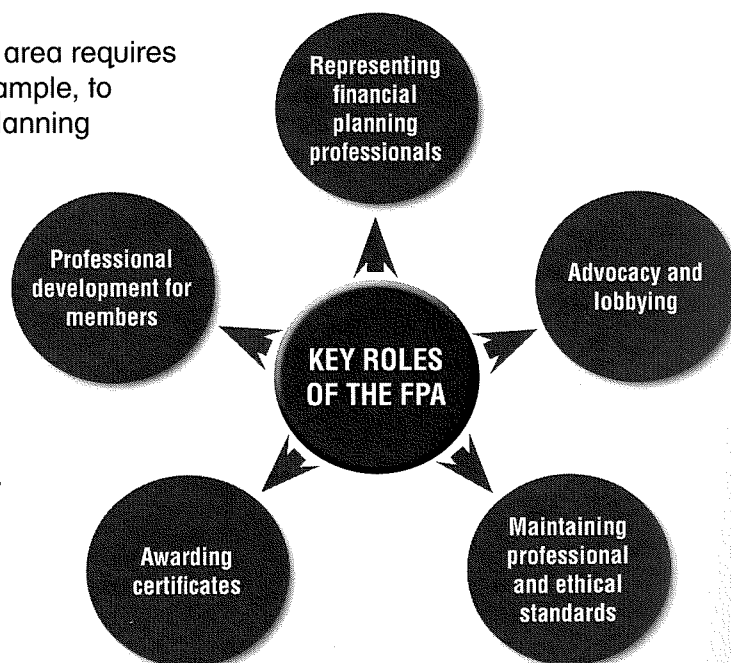 area requires
ample, to
lanning
Representing
financial
planning
professionals
Professional
development for
members
Advocacy and
lobbying
KEY ROLES
OF THE FPA
Awarding
certificates
Maintaining
professional
and ethical
standards